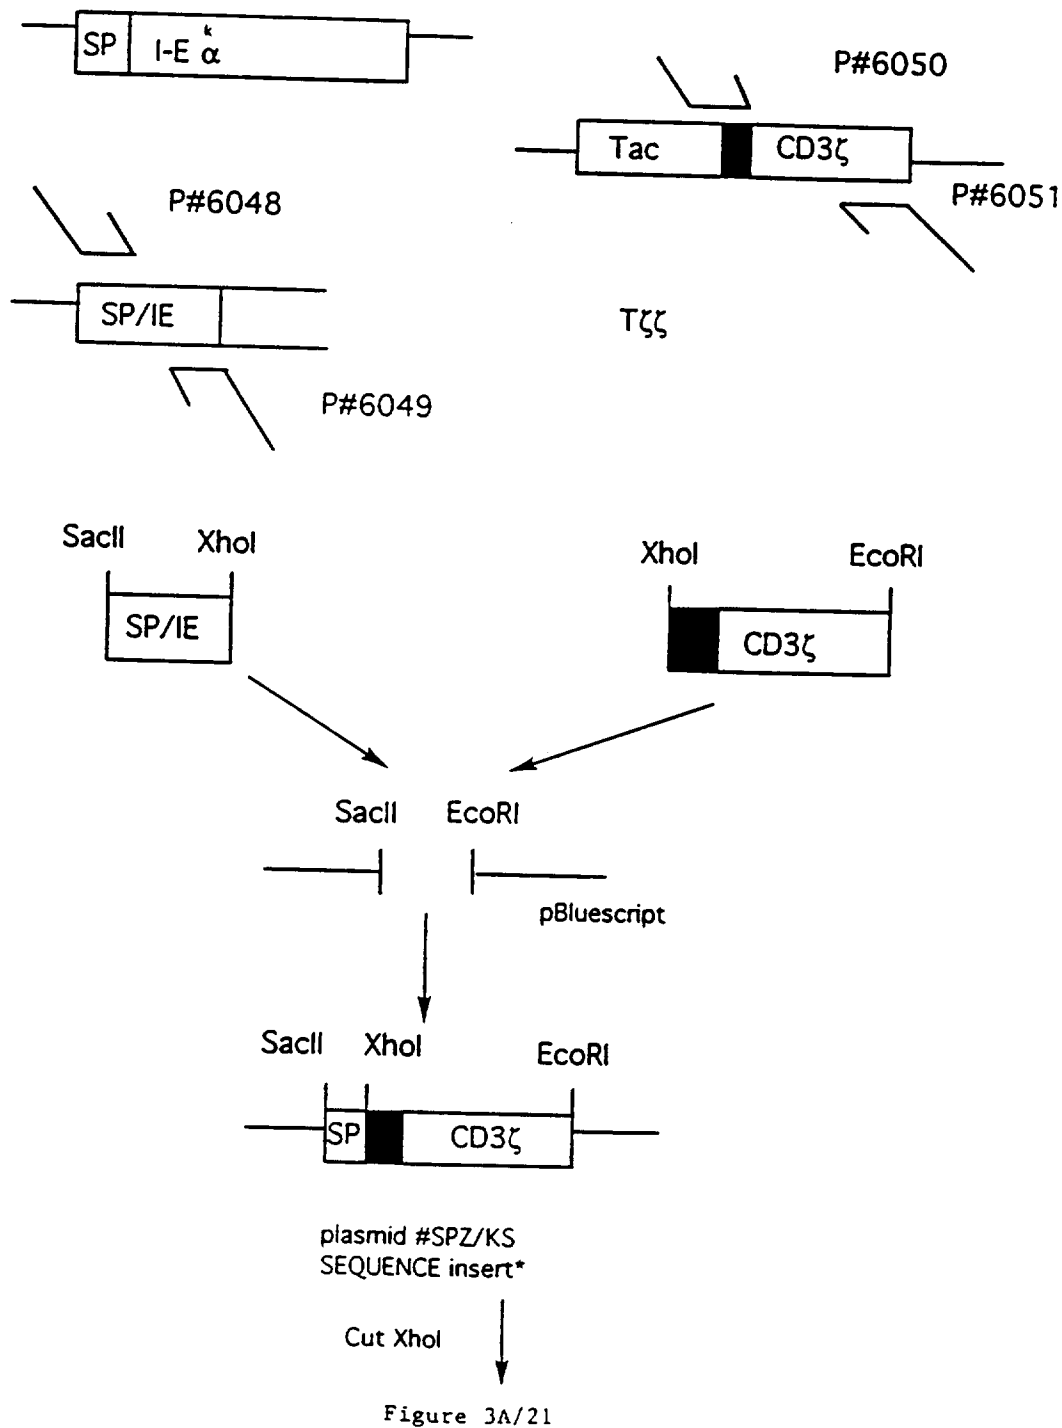 SP
I-E α k
P#6050
Tac
CD3ζ
P#6051
P#6048
SP/IE
Tζζ
P#6049
SacII XhoI
SP/IE
XhoI EcoRI
CD3ζ
SacII EcoRI
pBluescript
SacII XhoI EcoRI
SP
CD3ζ
plasmid #SPZ/KS
SEQUENCE insert*
Cut XhoI
Figure 3A/21